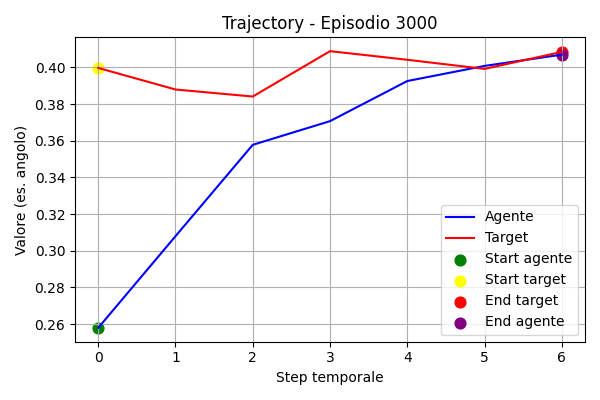 Trajectory - Episodio 3000
Valore (es. angolo)
0.40
0.38
0.36
0.34
0.32
0.30
0.28
0.26
Agente
Target
Start agente
Start target
End target
End agente
0 1 2 3 4 5 6
Step temporale